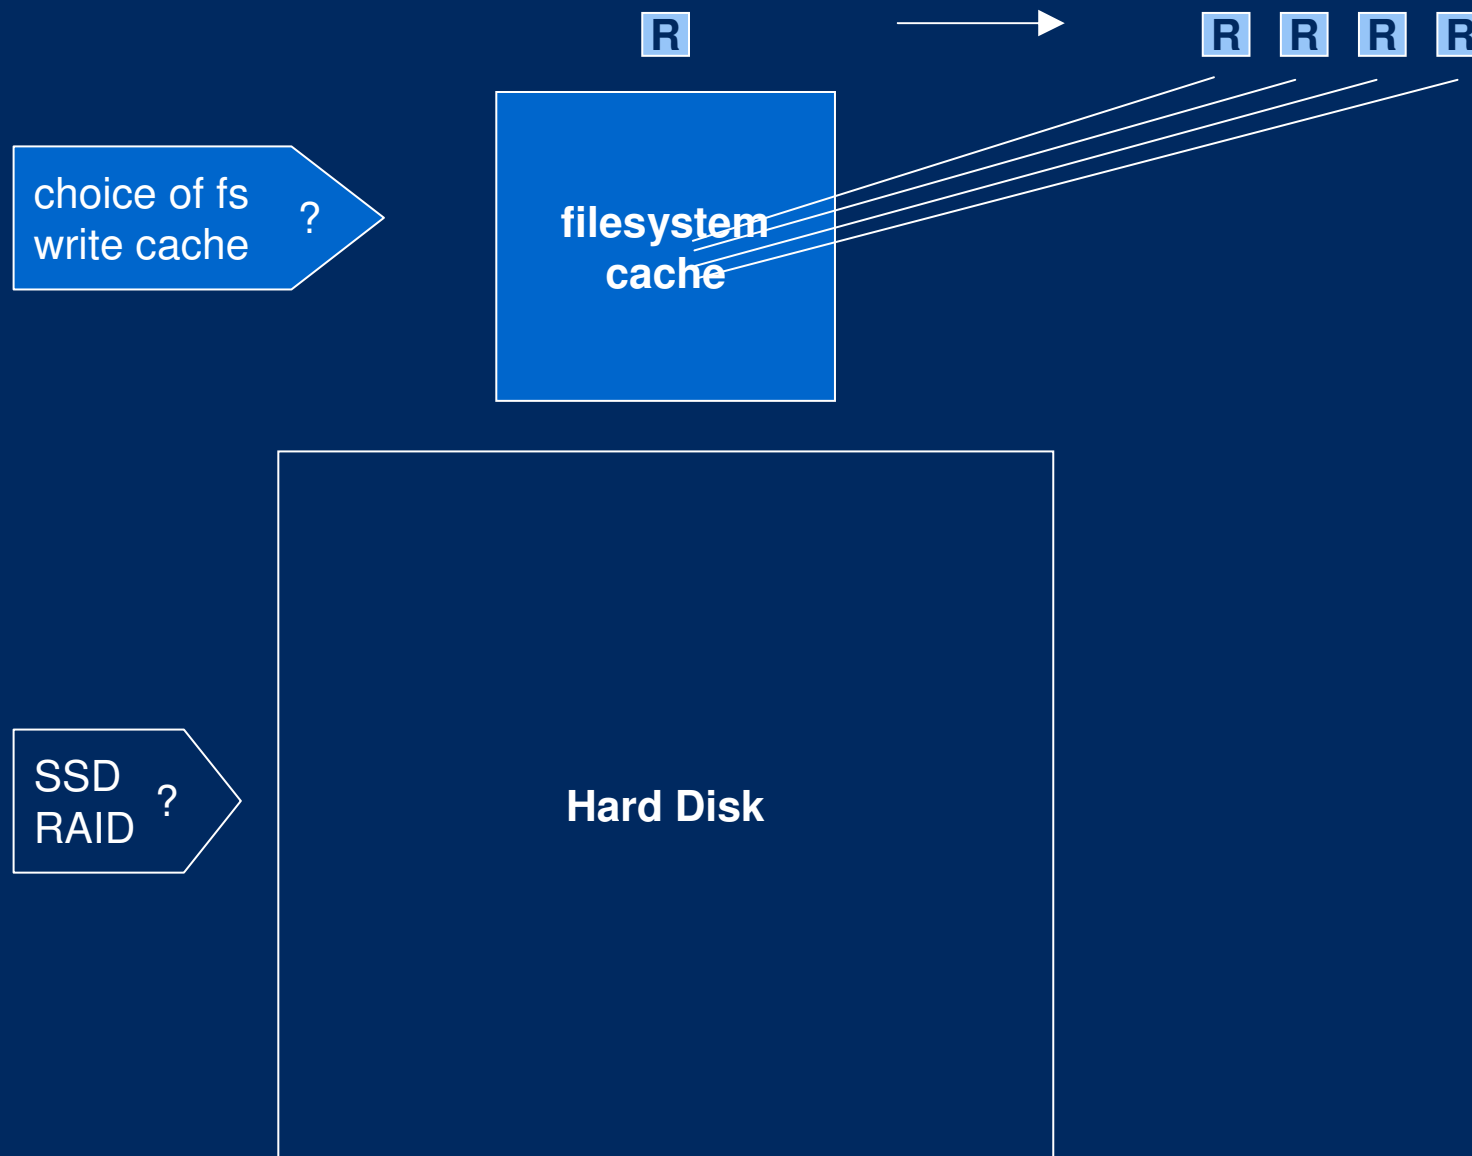 R
R R R R
choice of fs
write cache
?
filesystem
cache
SSD
RAID
?
Hard Disk